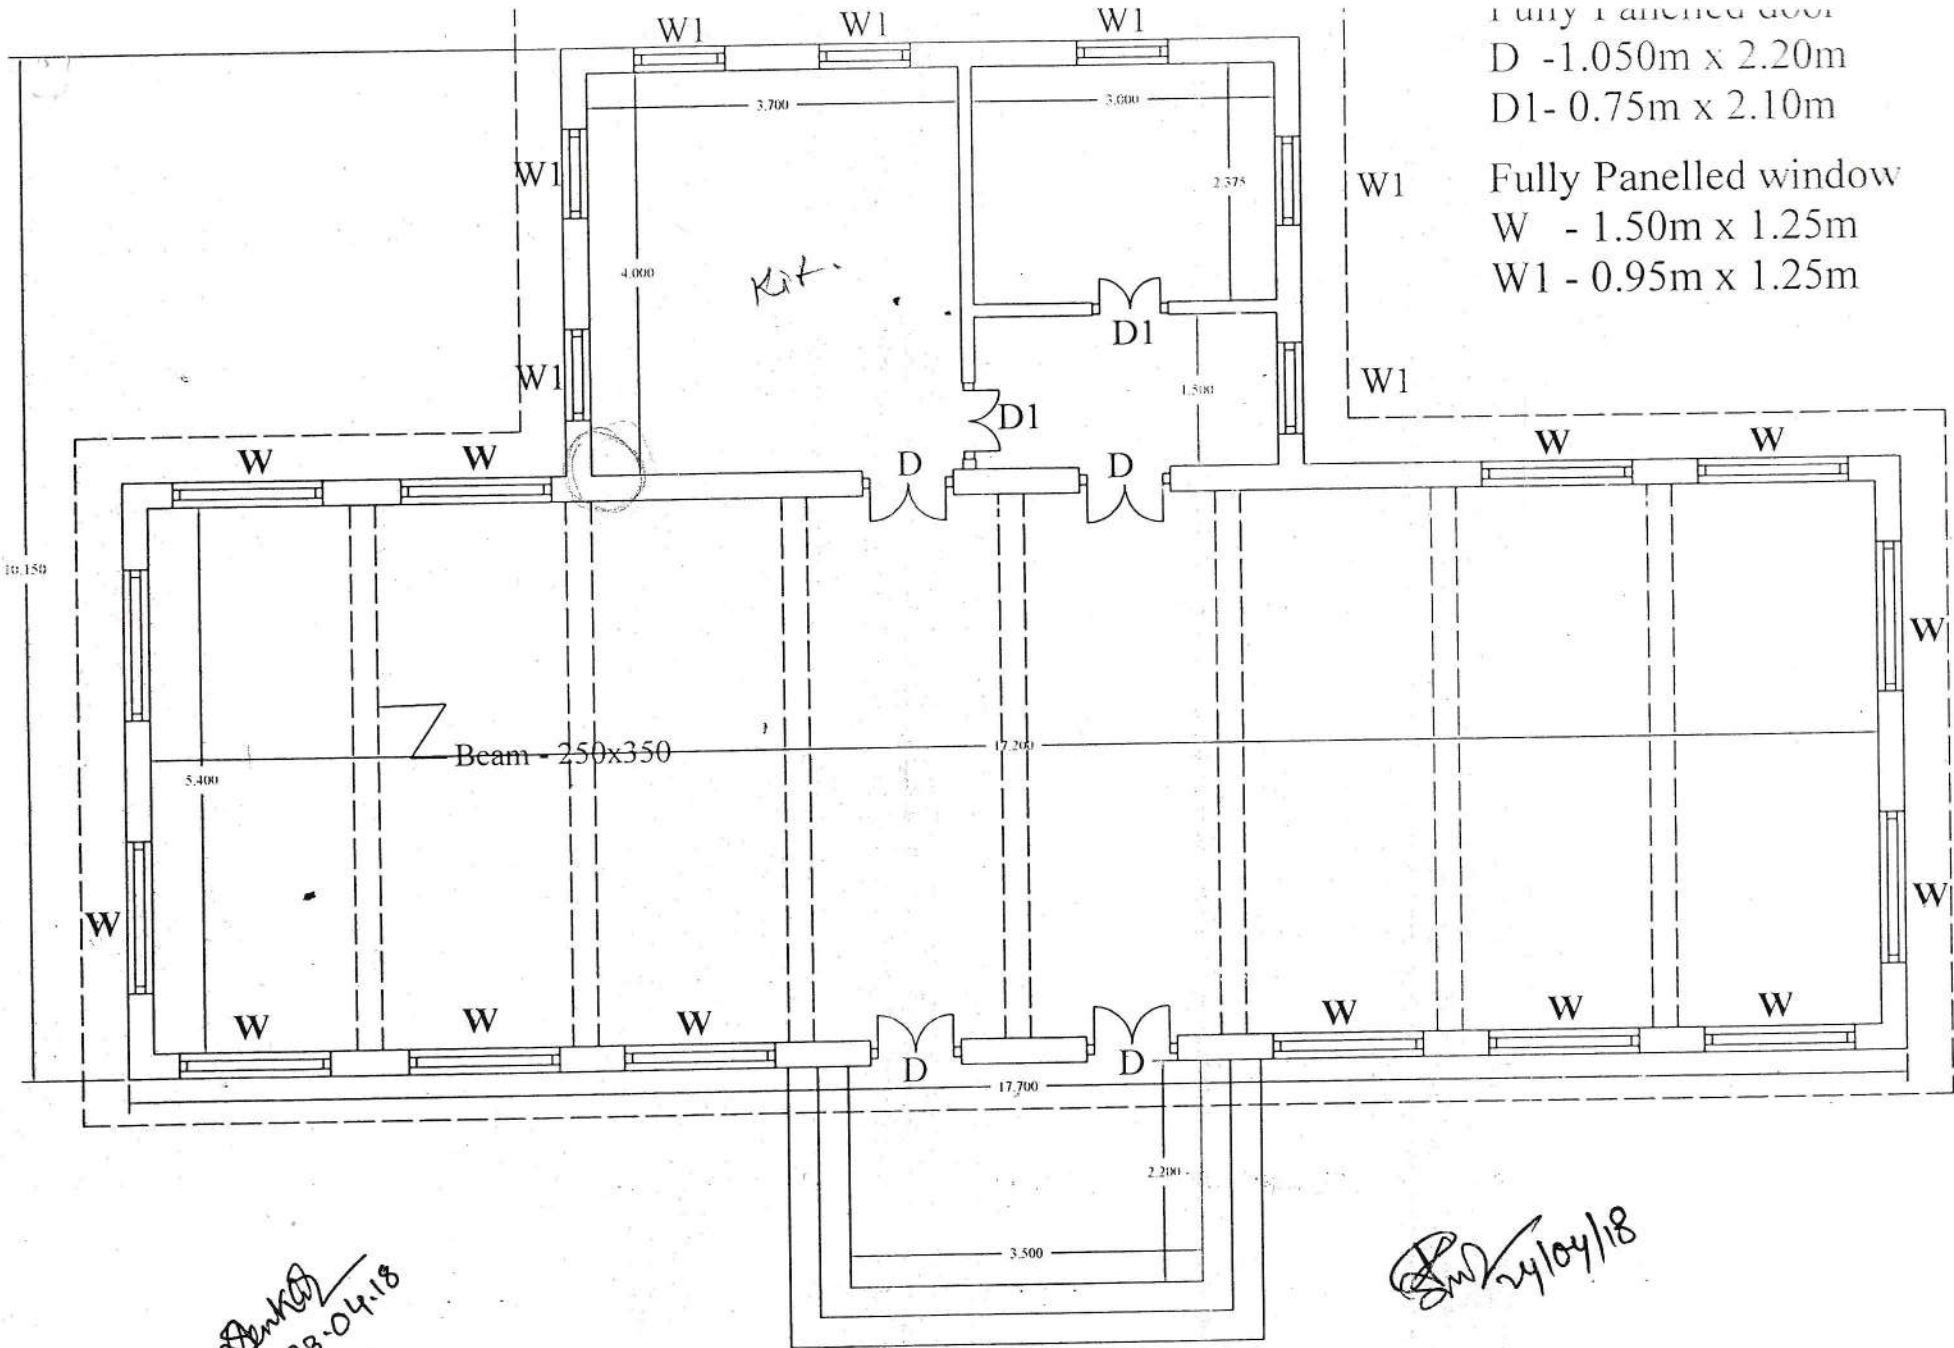 W1 W1 W1
Fully Panelled door
D -1.050m x 2.20m
D1- 0.75m x 2.10m
3.700
3.000
W1
2.375
W1
Fully Panelled window
W - 1.50m x 1.25m
W1 - 0.95m x 1.25m
4.000
Kit.
D1
W1
1.500
W1
D1
W W D D W W
10.150
W
Beam - 250x350
17.200
5.400
W
W
W W W D D W W W
17.700
2.200
3.500
24/04/18
04.18